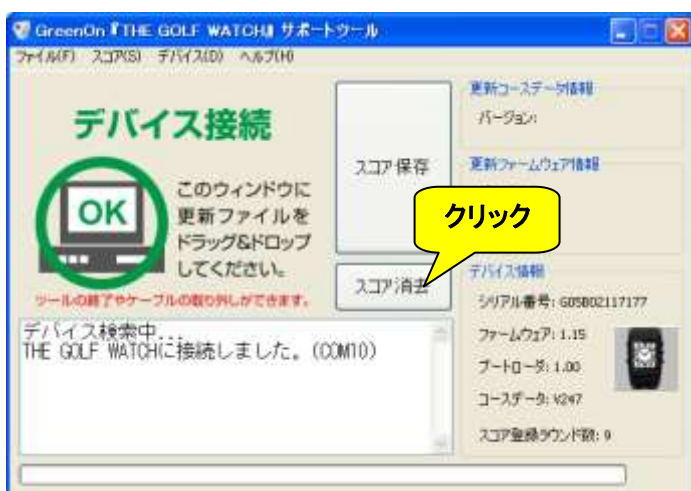 GreenOn『THE GOLF WATCH』サポートツール
ファイル(F) スコア(S) デバイス(D) ヘルプ(H)
デバイス接続
OK
このウィンドウに
更新ファイルを
ドラッグ&ドロップ
してください。
ツールの終了やケーブルの取り外しができます。
スコア保存
スコア消去
クリック
更新コースデータ情報
バージョン:
更新ファームウェア情報
デバイス情報
シリアル番号: G05B02117177
ファームウェア: 1.15
ブートローダ: 1.00
コースデータ: V247
スコア登録ラウンド数: 9
デバイス検索中...
THE GOLF WATCHに接続しました。(COM10)